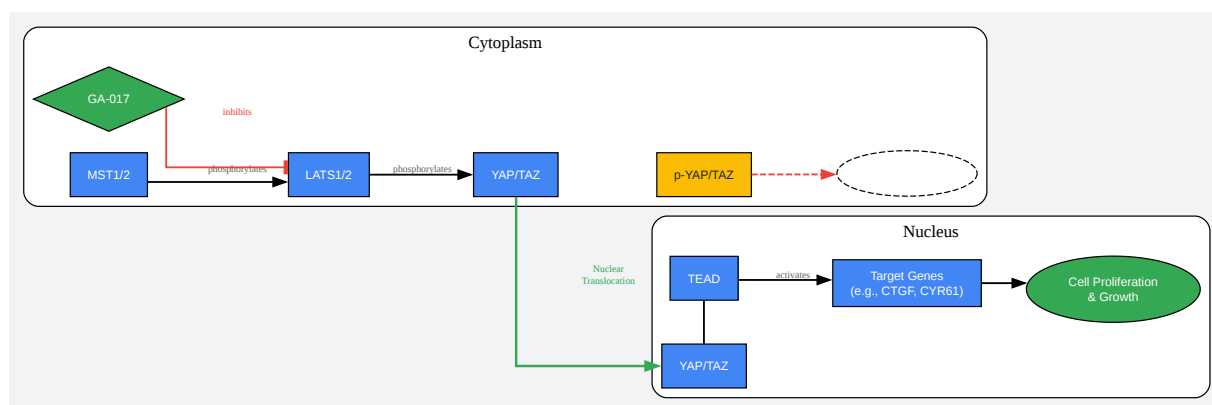 Cytoplasm
GA-017
inhibits
MST1/2
phosphorylates
LATS1/2
phosphorylates
YAP/TAZ
p-YAP/TAZ
Nucleus
Nuclear
Translocation
TEAD
activates
Target Genes
(e.g., CTGF, CYR61)
Cell Proliferation
& Growth
YAP/TAZ